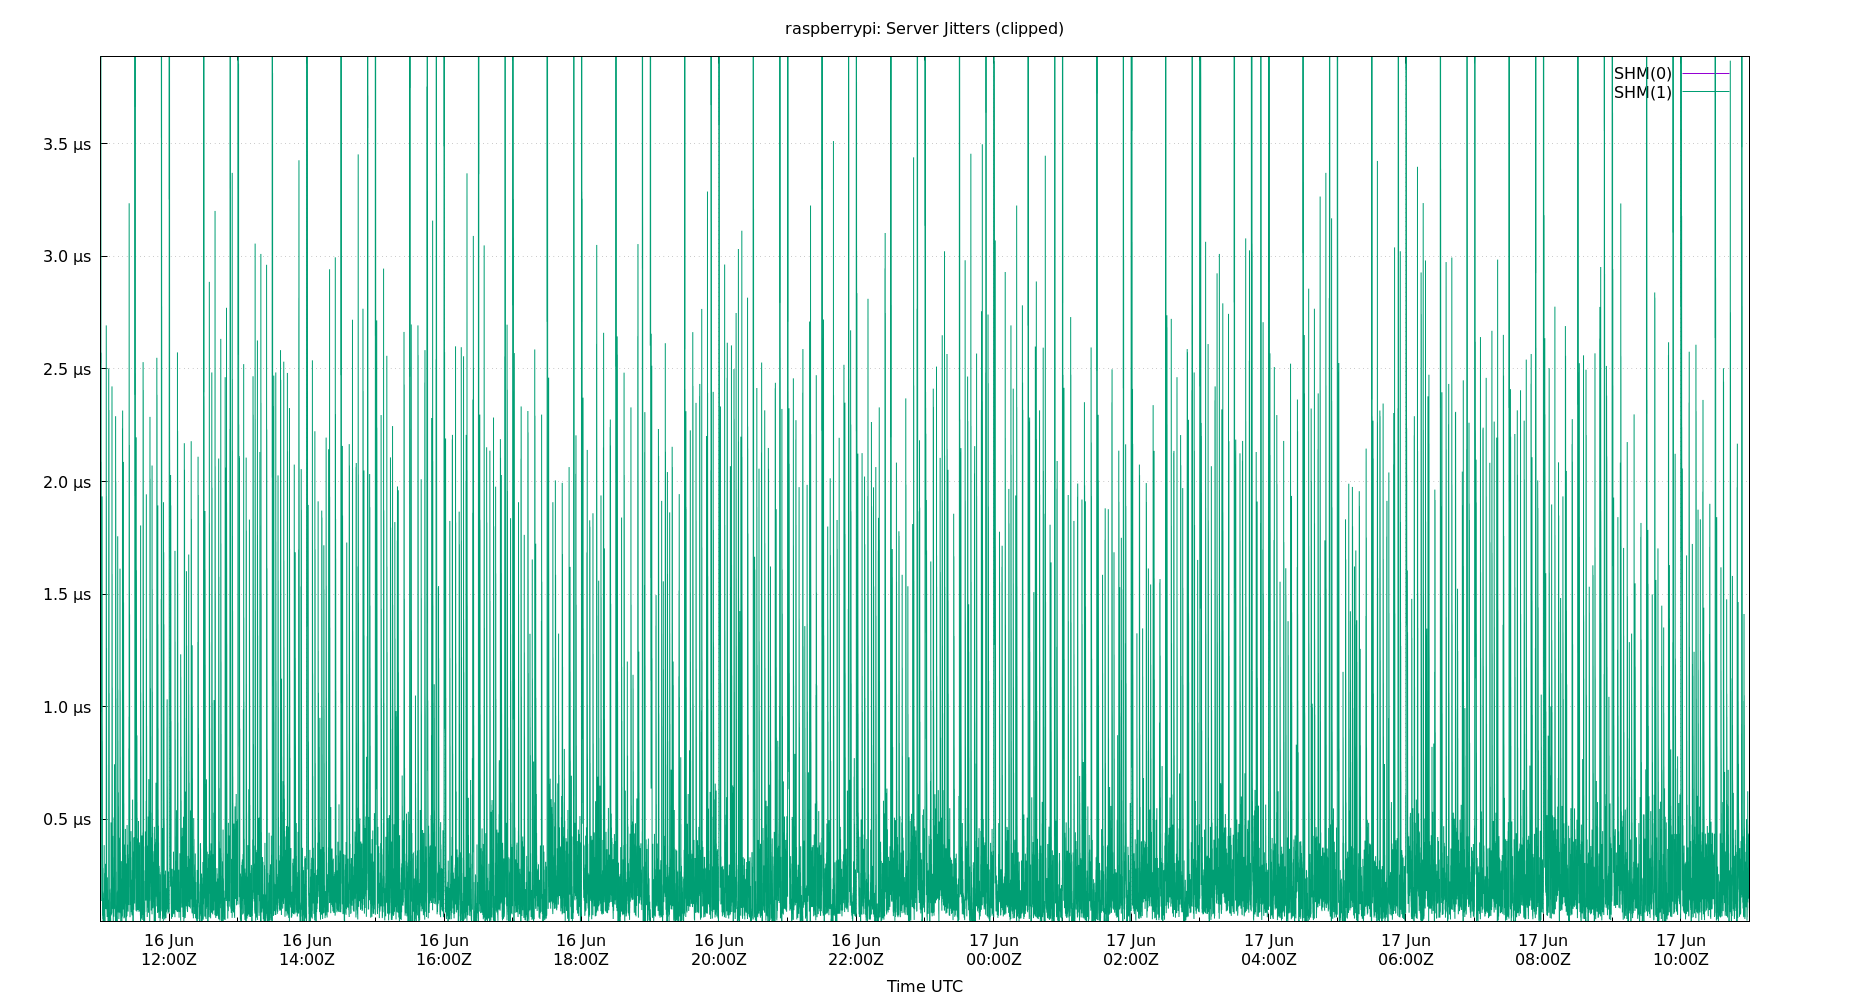 raspberrypi: Server Jitters (clipped)
SHM(0)
SHM(1)
3.5 µs
3.0 µs
2.5 µs
2.0 µs
1.5 µs
1.0 µs
0.5 µs
16 Jun 16 Jun 16 Jun 16 Jun 16 Jun 16 Jun 17 Jun 17 Jun 17 Jun 17 Jun 17 Jun 17 Jun
12:00Z 14:00Z 16:00Z 18:00Z 20:00Z 22:00Z 00:00Z 02:00Z 04:00Z 06:00Z 08:00Z 10:00Z
Time UTC